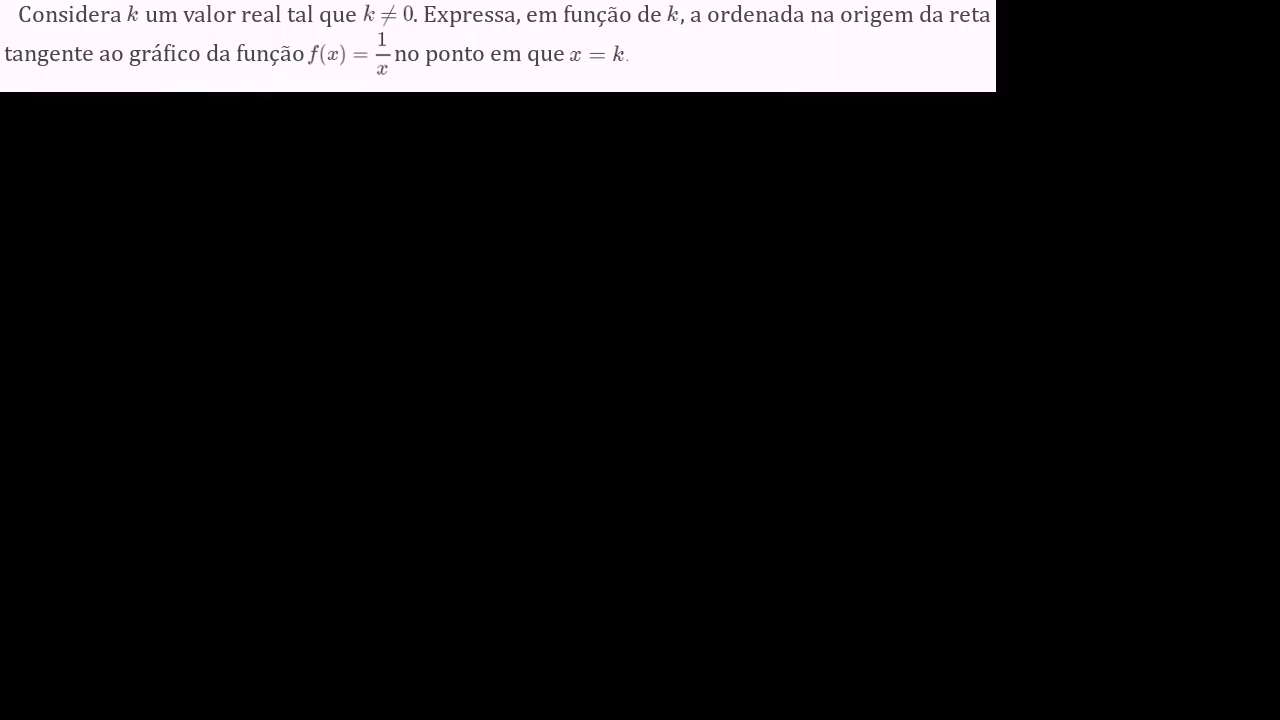 Considera k um valor real tal que k ≠ 0. Expressa, em função de k, a ordenada na origem da reta
tangente ao gráfico da função f(x) = 1/x no ponto em que x = k.